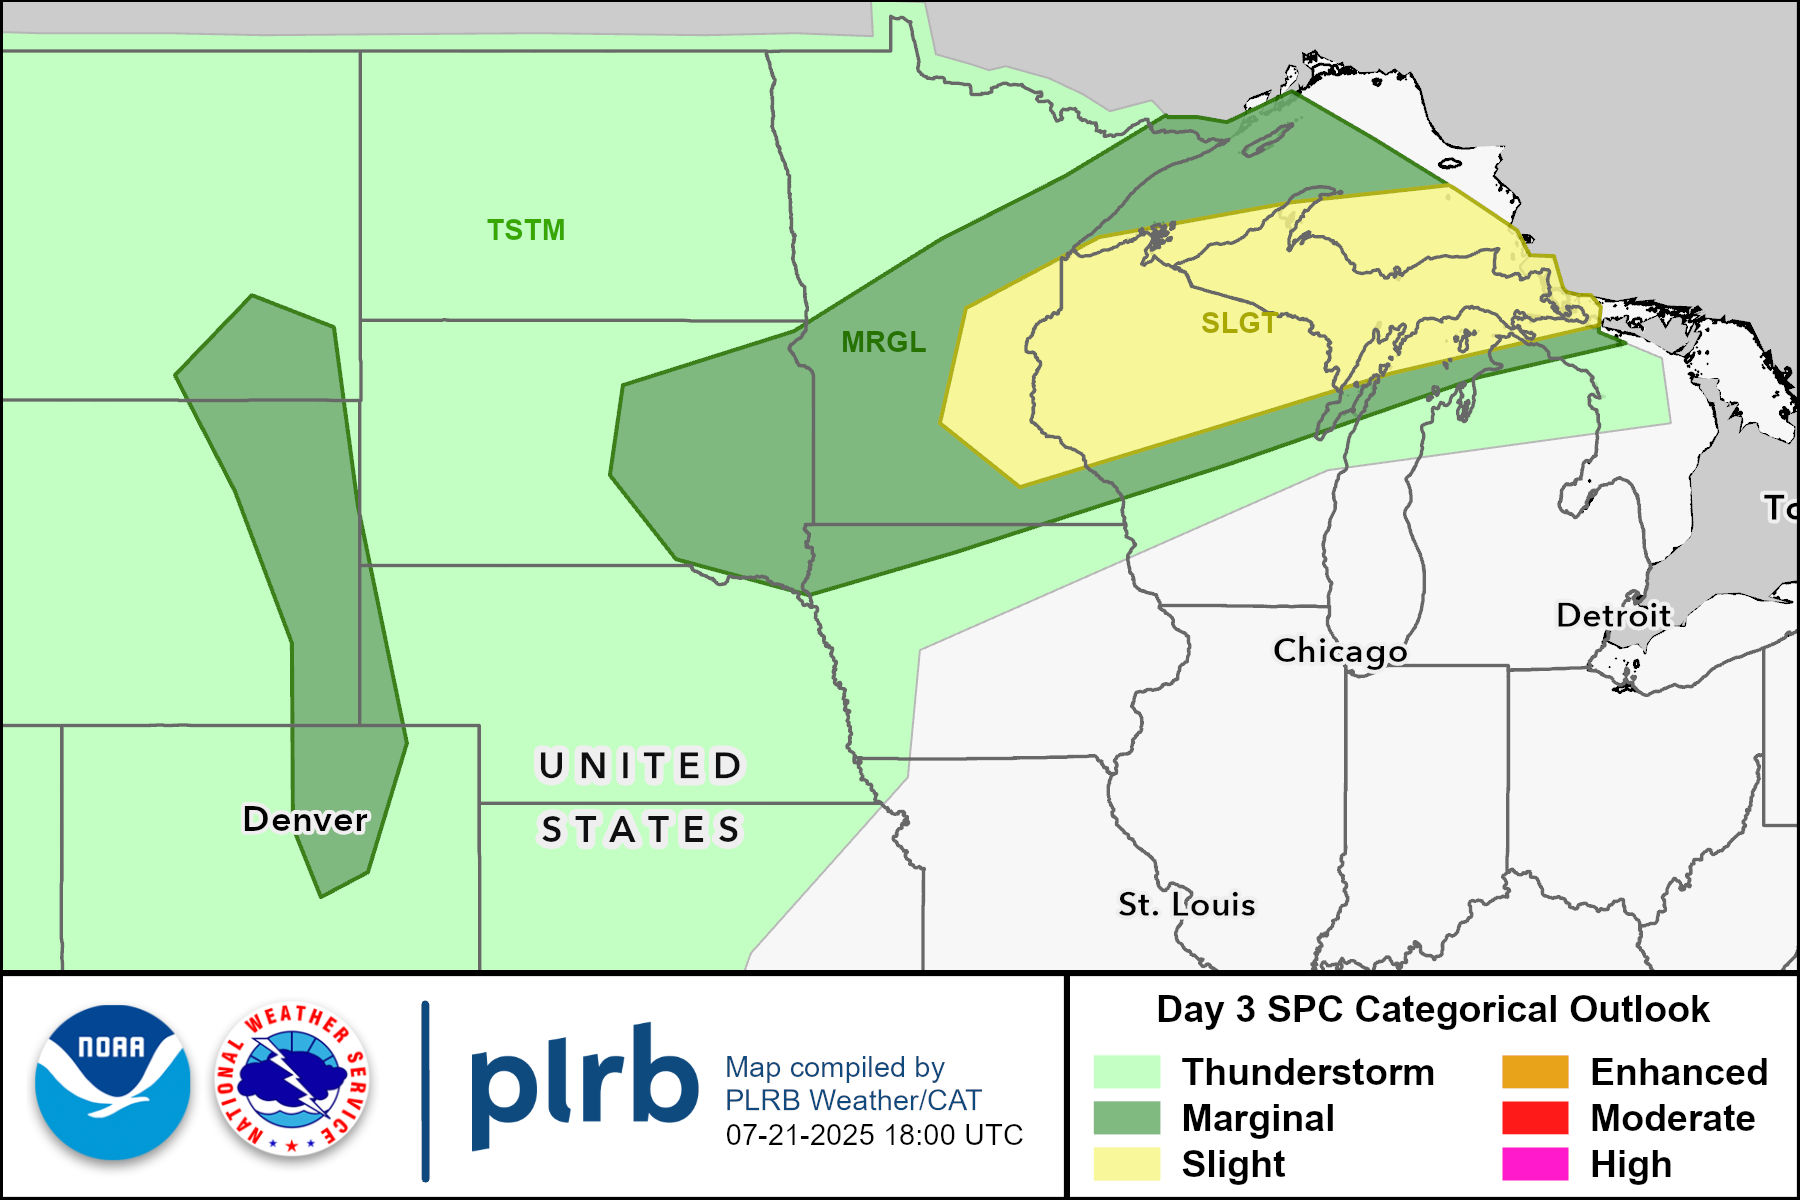 TSTM
MRGL
SLGT
To
Detroit
Chicago
UNITED
STATES
Denver
St. Louis
NOAA
NATIONAL WEATHER SERVICE
plrb
Map compiled by
PLRB Weather/CAT
07-21-2025 18:00 UTC
Day 3 SPC Categorical Outlook
Thunderstorm
Marginal
Slight
Enhanced
Moderate
High